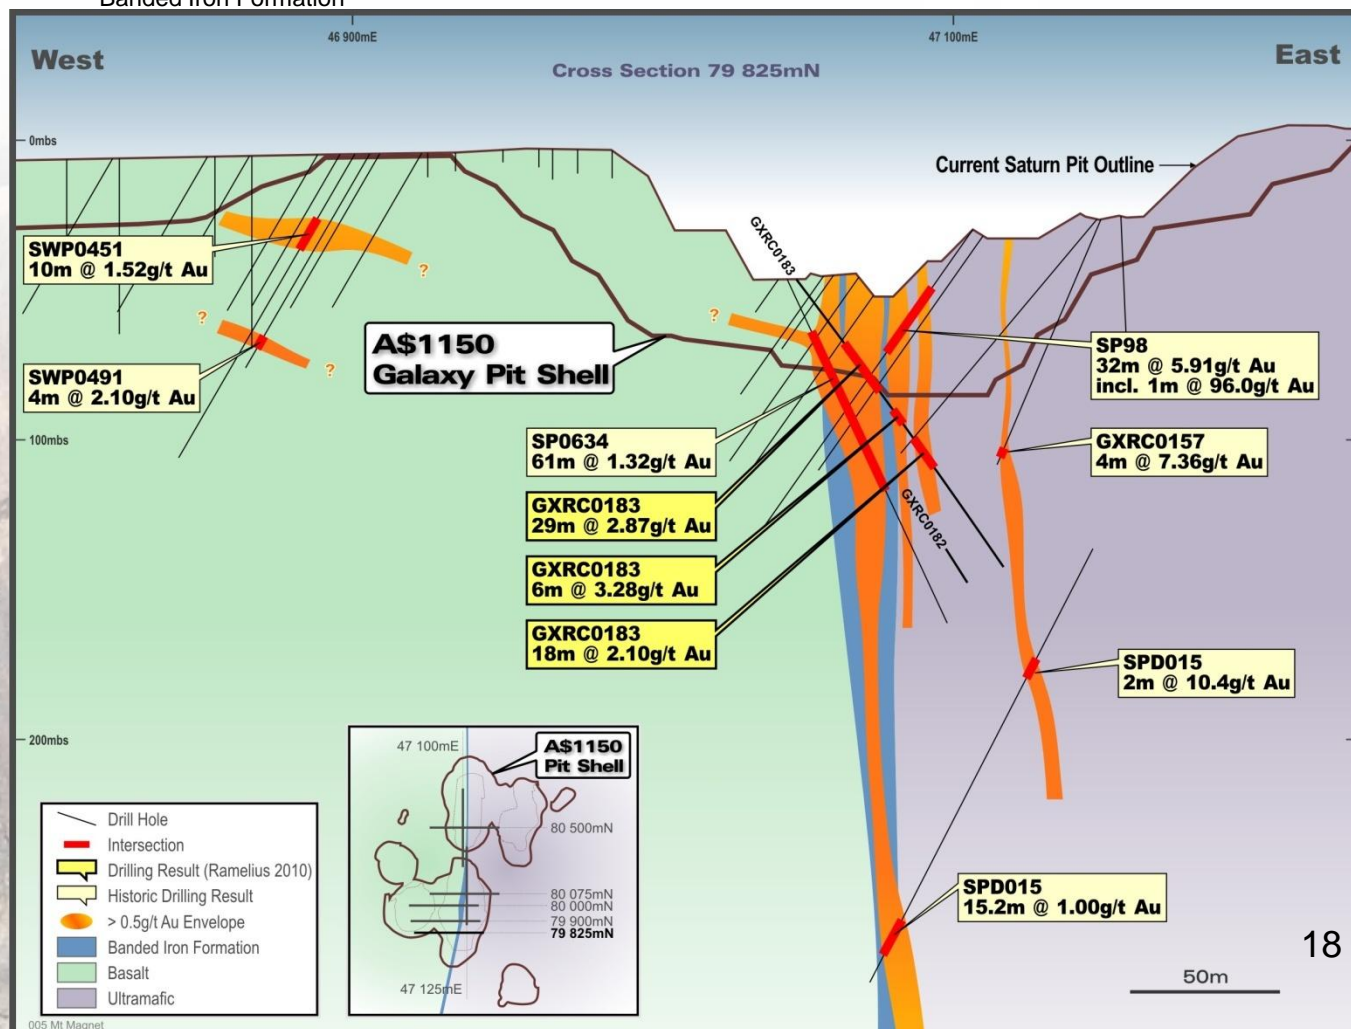 Banded Iron Formation
46 900mE
47 100mE
West
East
Cross Section 79 825mN
0mbs
Current Saturn Pit Outline
GXRC0183
SWP0451
10m @ 1.52g/t Au
?
?
?
?
SWP0491
4m @ 2.10g/t Au
A$1150
Galaxy Pit Shell
SP98
32m @ 5.91g/t Au
incl. 1m @ 96.0g/t Au
100mbs
SP0634
61m @ 1.32g/t Au
GXRC0157
4m @ 7.36g/t Au
GXRC0183
29m @ 2.87g/t Au
GXRC0182
GXRC0183
6m @ 3.28g/t Au
GXRC0183
18m @ 2.10g/t Au
SPD015
2m @ 10.4g/t Au
200mbs
47 100mE
A$1150
Pit Shell
80 500mN
80 075mN
80 000mN
79 900mN
79 825mN
47 125mE
Drill Hole
Intersection
Drilling Result (Ramelius 2010)
Historic Drilling Result
> 0.5g/t Au Envelope
Banded Iron Formation
Basalt
Ultramafic
SPD015
15.2m @ 1.00g/t Au
18
50m
005 Mt Magnet